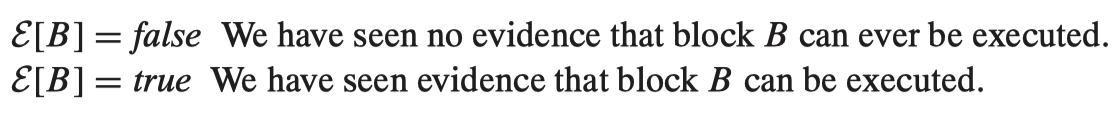 ℰ[B] = false We have seen no evidence that block B can ever be executed.
ℰ[B] = true We have seen evidence that block B can be executed.